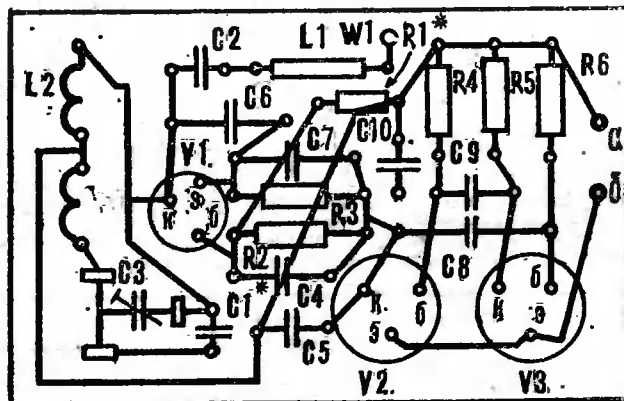 C2 L1 W1 R1*
L2 C6 R4 R5 R6
C7 C10 а
V1. C9
э
к б б
R3
R2 C8
C3 C1* C4 к б б
э к э
C5
V2. V3.